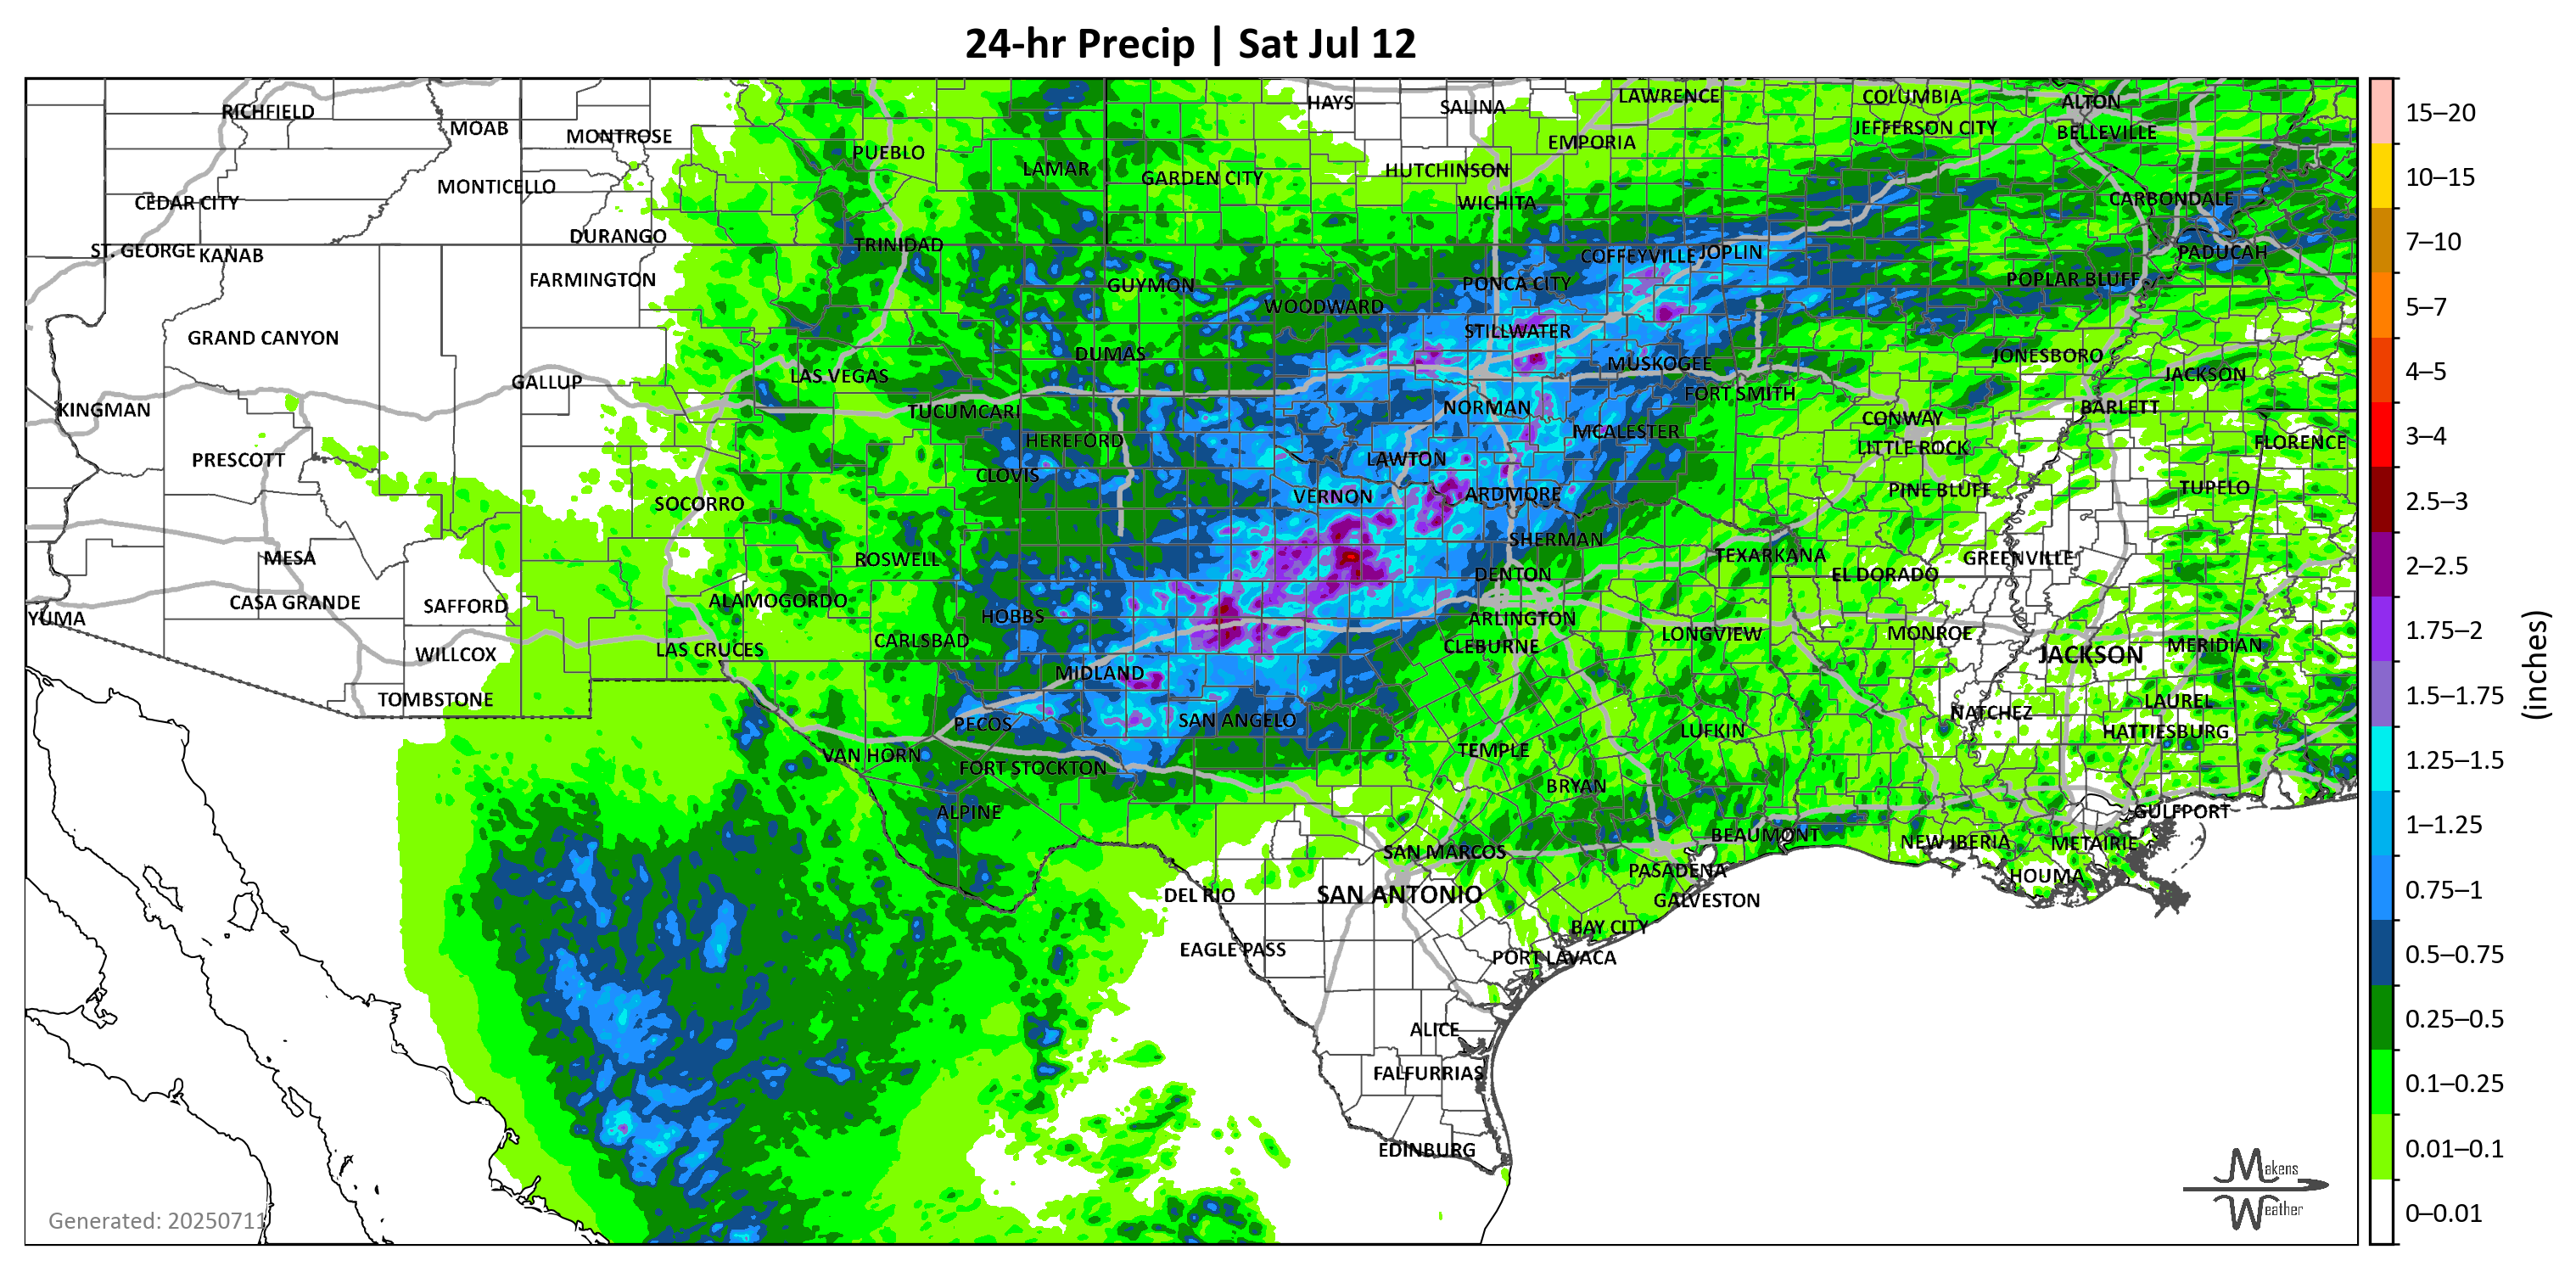 24-hr Precip | Sat Jul 12
RICHFIELD
MOAB
MONTROSE
PUEBLO
LAMAR
GARDEN CITY
HAYS
SALINA
LAWRENCE
EMPORIA
HUTCHINSON
WICHITA
COLUMBIA
JEFFERSON CITY
ALTON
BELLEVILLE
CARBONDALE
PADUCAH
CEDAR CITY
MONTICELLO
ST. GEORGE
KANAB
DURANGO
TRINIDAD
FARMINGTON
GUYMON
WOODWARD
PONCA CITY
COFFEYVILLE
JOPLIN
POPLAR BLUFF
GRAND CANYON
DUMAS
STILLWATER
MUSKOGEE
JONESBORO
JACKSON
GALLUP
LAS VEGAS
TUCUMCARI
NORMAN
FORT SMITH
CONWAY
BARLETT
KINGMAN
HEREFORD
MCALESTER
LITTLE ROCK
FLORENCE
PRESCOTT
CLOVIS
LAWTON
VERNON
ARDMORE
PINE BLUFF
TUPELO
SOCORRO
MESA
ROSWELL
SHERMAN
TEXARKANA
GREENVILLE
DENTON
EL DORADO
CASA GRANDE
SAFFORD
ALAMOGORDO
HOBBS
ARLINGTON
YUMA
WILLCOX
LAS CRUCES
CARLSBAD
CLEBURNE
LONGVIEW
MONROE
JACKSON
MERIDIAN
TOMBSTONE
MIDLAND
PECOS
SAN ANGELO
LUFKIN
NATCHEZ
LAUREL
HATTIESBURG
VAN HORN
FORT STOCKTON
TEMPLE
BRYAN
ALPINE
BEAUMONT
NEW IBERIA
METAIRIE
GULFPORT
SAN MARCOS
PASADENA
HOUMA
DEL RIO
SAN ANTONIO
GALVESTON
BAY CITY
EAGLE PASS
PORT LAVACA
ALICE
FALFURRIAS
EDINBURG
15–20
10–15
7–10
5–7
4–5
3–4
2.5–3
2–2.5
1.75–2
1.5–1.75
1.25–1.5
1–1.25
0.75–1
0.5–0.75
0.25–0.5
0.1–0.25
0.01–0.1
0–0.01
(inches)
Makens
Weather
Generated: 20250711